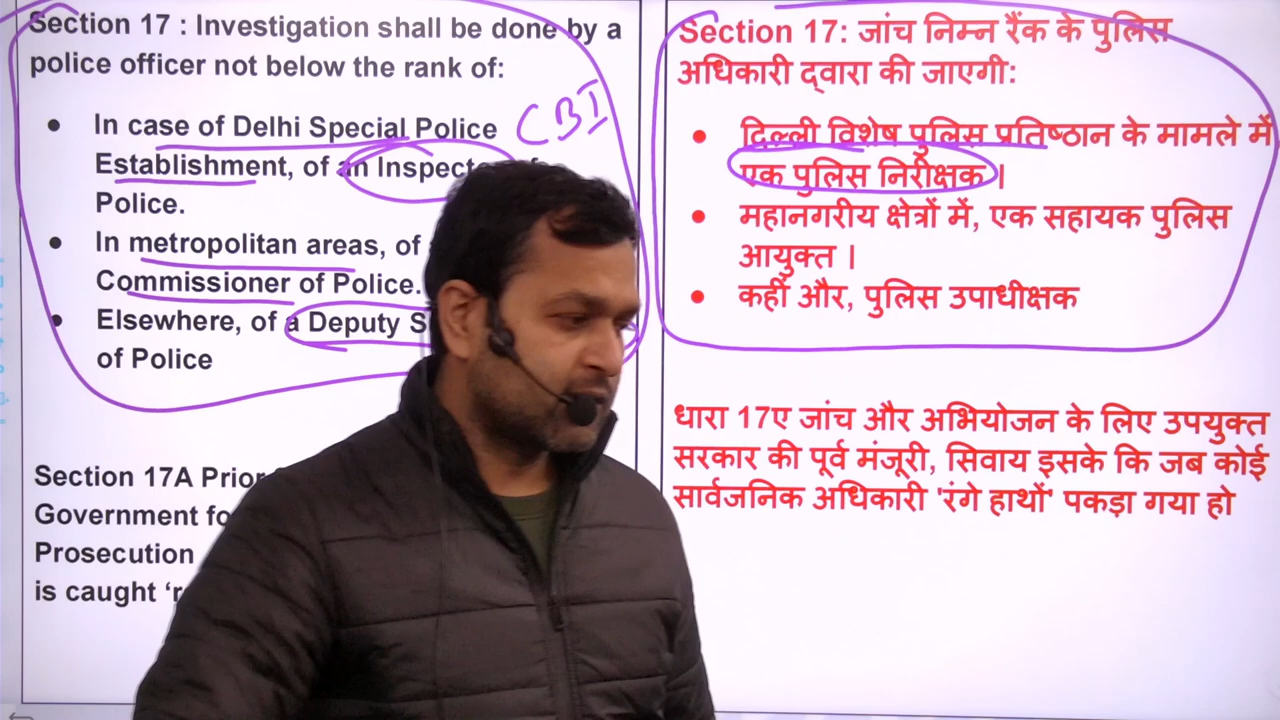 Section 17 : Investigation shall be done by a
police officer not below the rank of:
• In case of Delhi Special Police
Establishment, of an
Police.
• In metropolitan areas, of
Commissioner of Police.
• Elsewhere, of a Deputy
of Police
CBI
Section 17A Prior
Government
Prosecution
is caught
Section 17: जांच निम्न रैंक के पुलिस
अधिकारी द्वारा की जाएगी:
• दिल्ली विशेष पुलिस प्रतिष्ठान के मामले में
एक पुलिस निरीक्षक ।
• महानगरीय क्षेत्रों में, एक सहायक पुलिस
आयुक्त ।
• कहीं और, पुलिस उपाधीक्षक
धारा 17ए जांच और अभियोजन के लिए उपयुक्त
सरकार की पूर्व मंजूरी, सिवाय इसके कि जब कोई
सार्वजनिक अधिकारी 'रंगे हाथों' पकड़ा गया हो